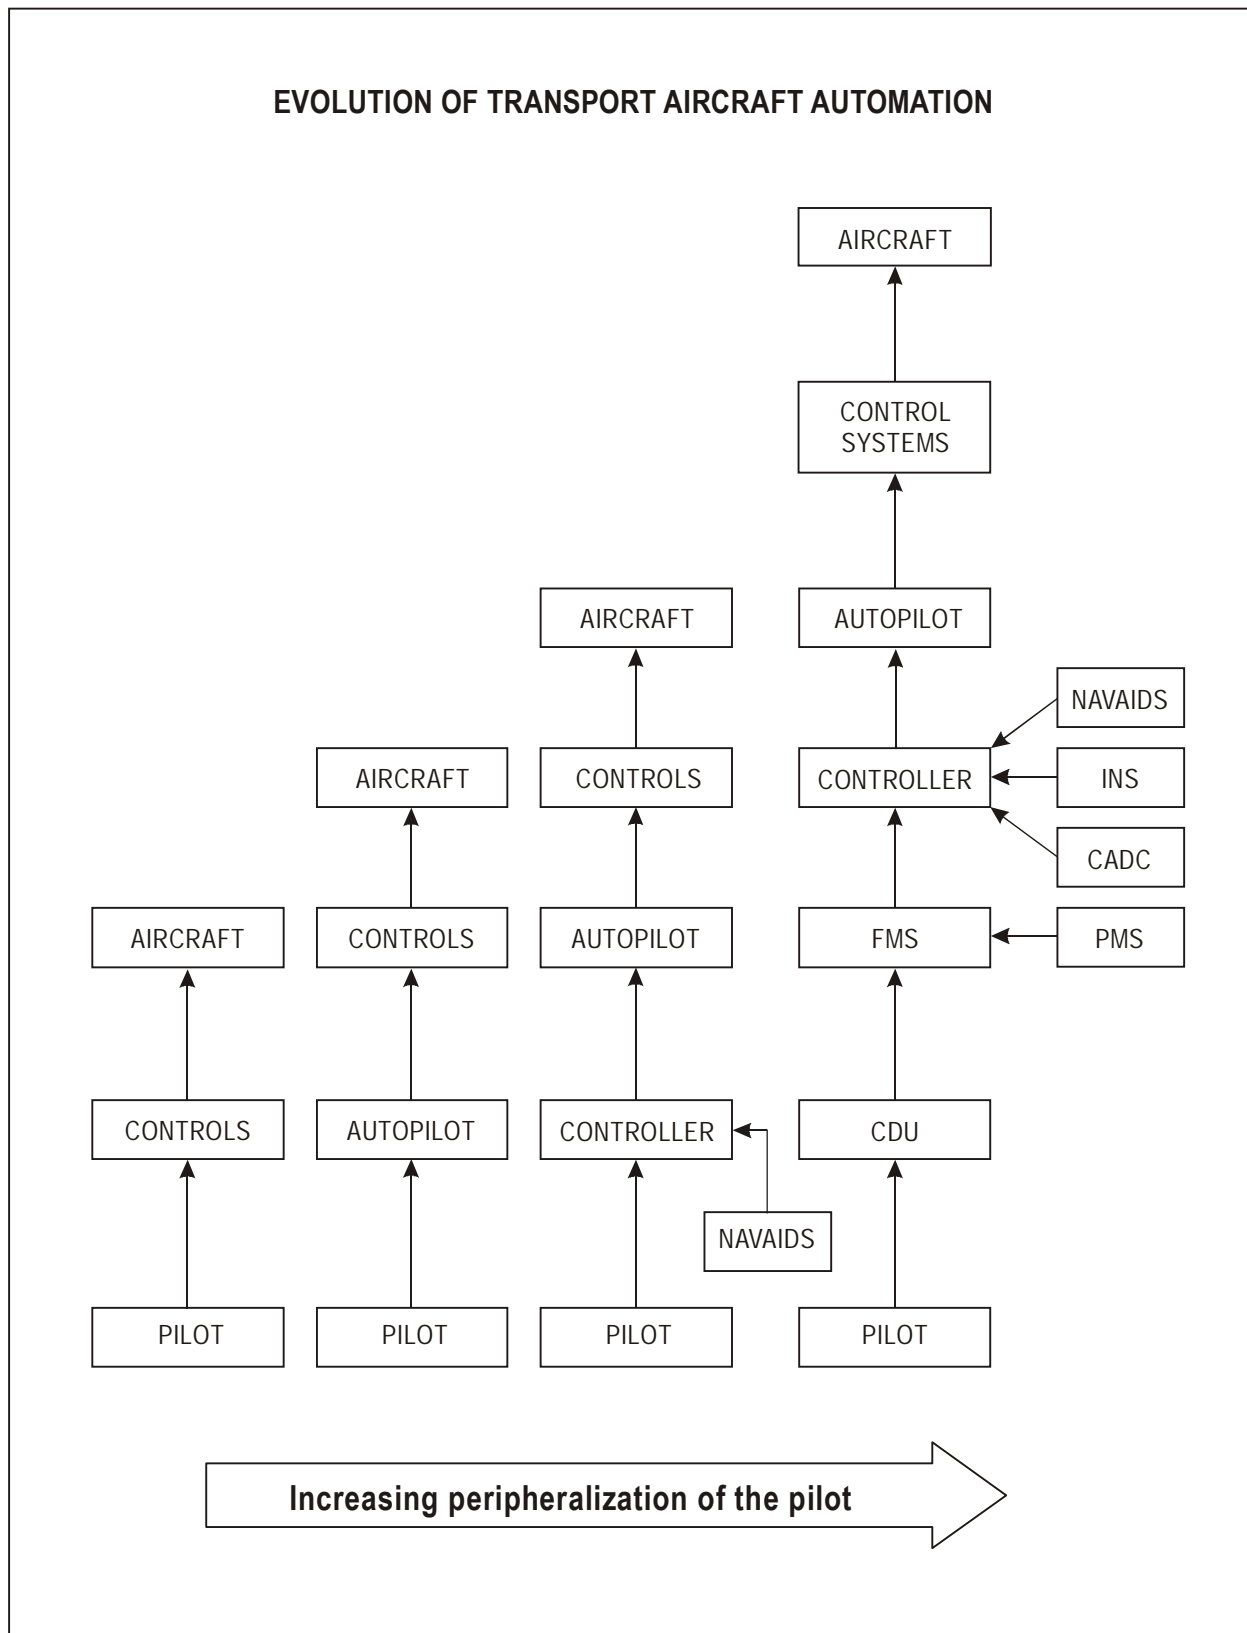 EVOLUTION OF TRANSPORT AIRCRAFT AUTOMATION
AIRCRAFT
CONTROL
SYSTEMS
AIRCRAFT
AUTOPILOT
NAVAIDS
AIRCRAFT
CONTROLS
CONTROLLER
INS
CADC
AIRCRAFT
CONTROLS
AUTOPILOT
FMS
PMS
CONTROLS
AUTOPILOT
CONTROLLER
CDU
NAVAIDS
PILOT
PILOT
PILOT
PILOT
Increasing peripheralization of the pilot